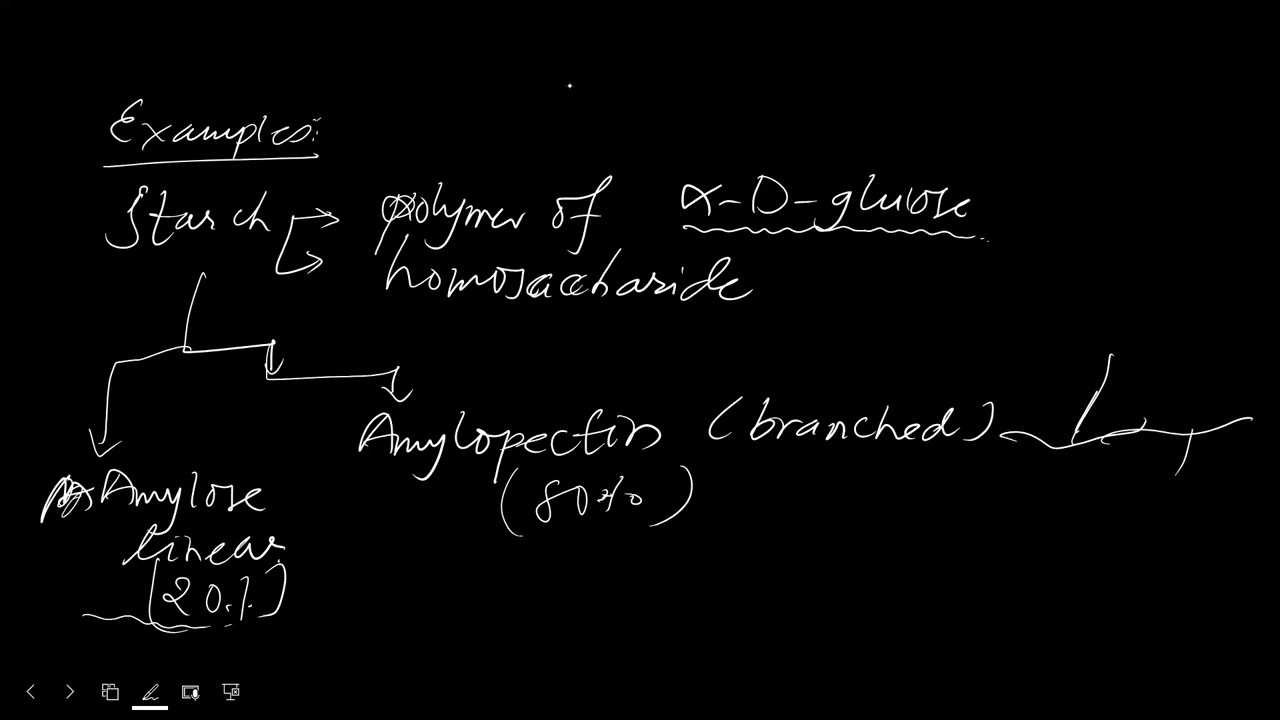 Examples:
Starch → polymer of α-D-glucose
→ homosaccharide
Amylopectin (branched)
(80%)
Amylose
linear
(20%)